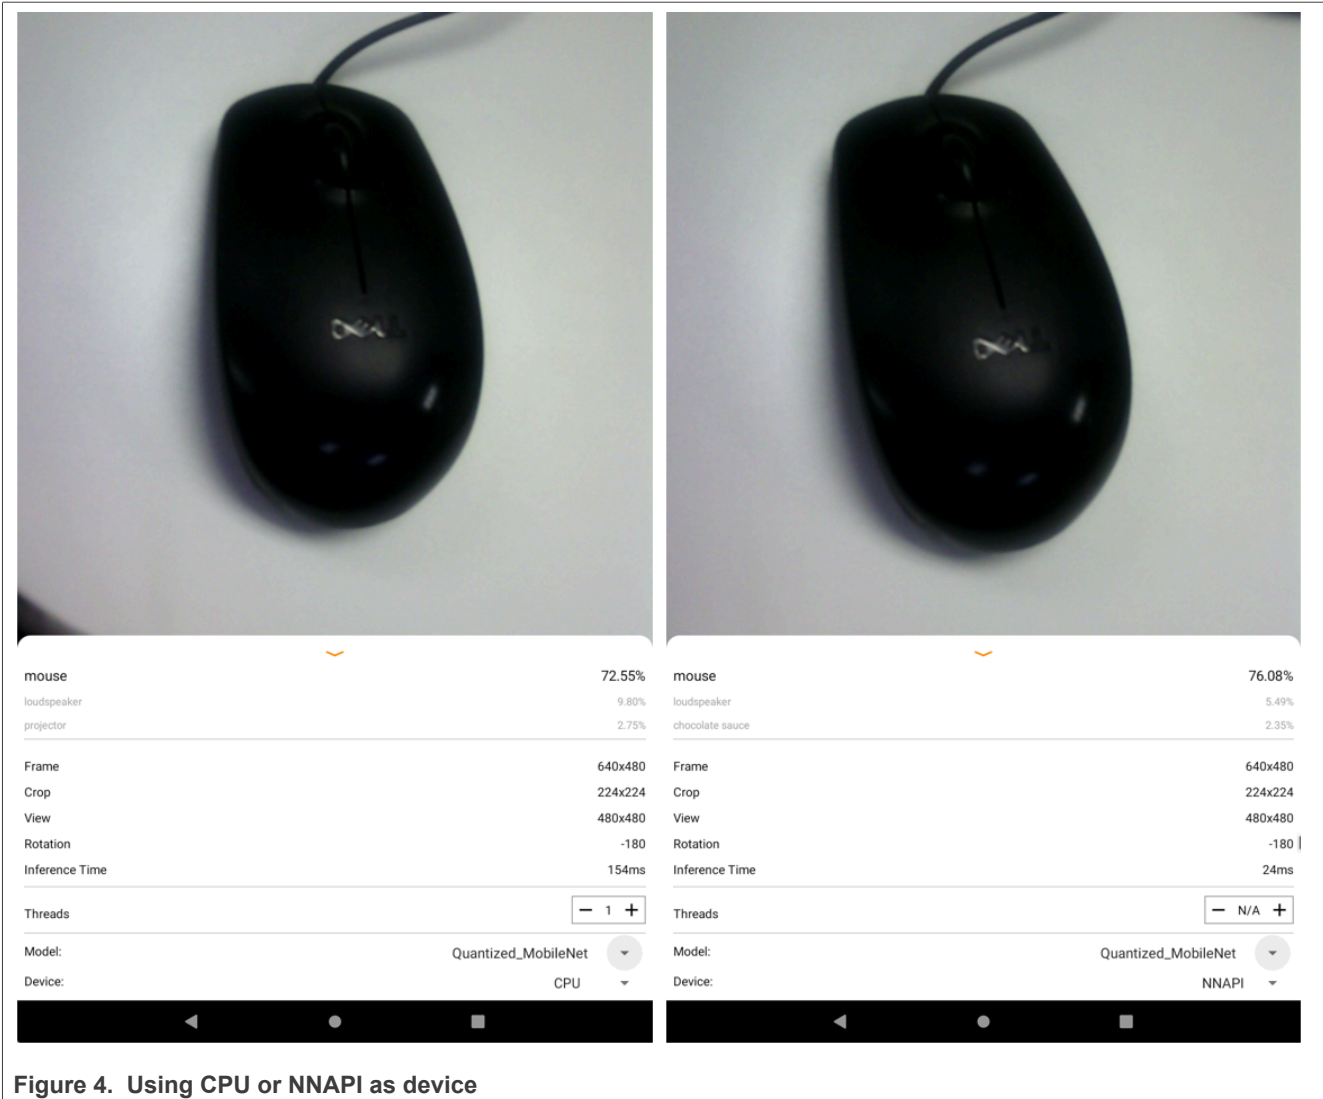 DELL
DELL
mouse 72.55%
loudspeaker 9.80%
projector 2.75%
Frame 640x480
Crop 224x224
View 480x480
Rotation -180
Inference Time 154ms
Threads − 1 +
Model: Quantized_MobileNet
Device: CPU
mouse 76.08%
loudspeaker 5.49%
chocolate sauce 2.35%
Frame 640x480
Crop 224x224
View 480x480
Rotation -180
Inference Time 24ms
Threads − N/A +
Model: Quantized_MobileNet
Device: NNAPI
Figure 4. Using CPU or NNAPI as device